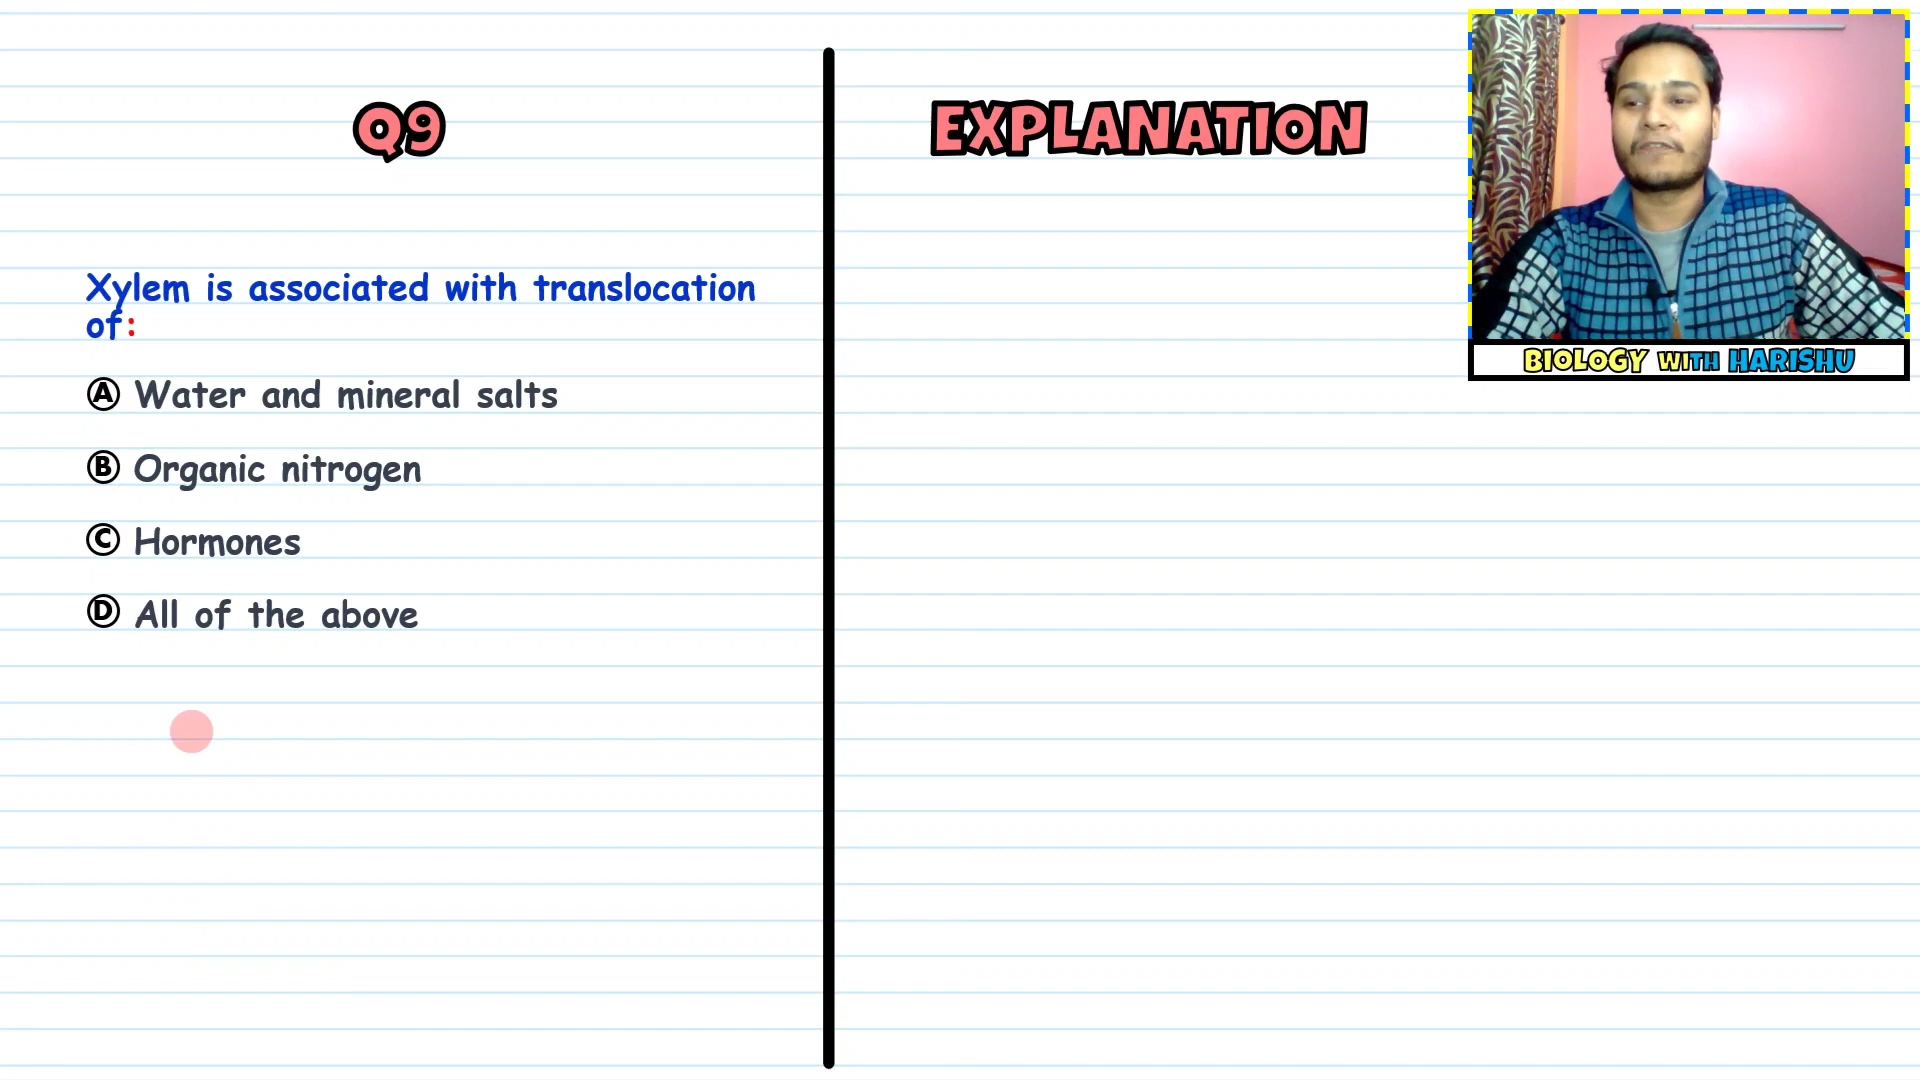 Q9
Xylem is associated with translocation
of:
A Water and mineral salts
B Organic nitrogen
C Hormones
D All of the above
EXPLANATION
BIOLOGY WITH HARISHU